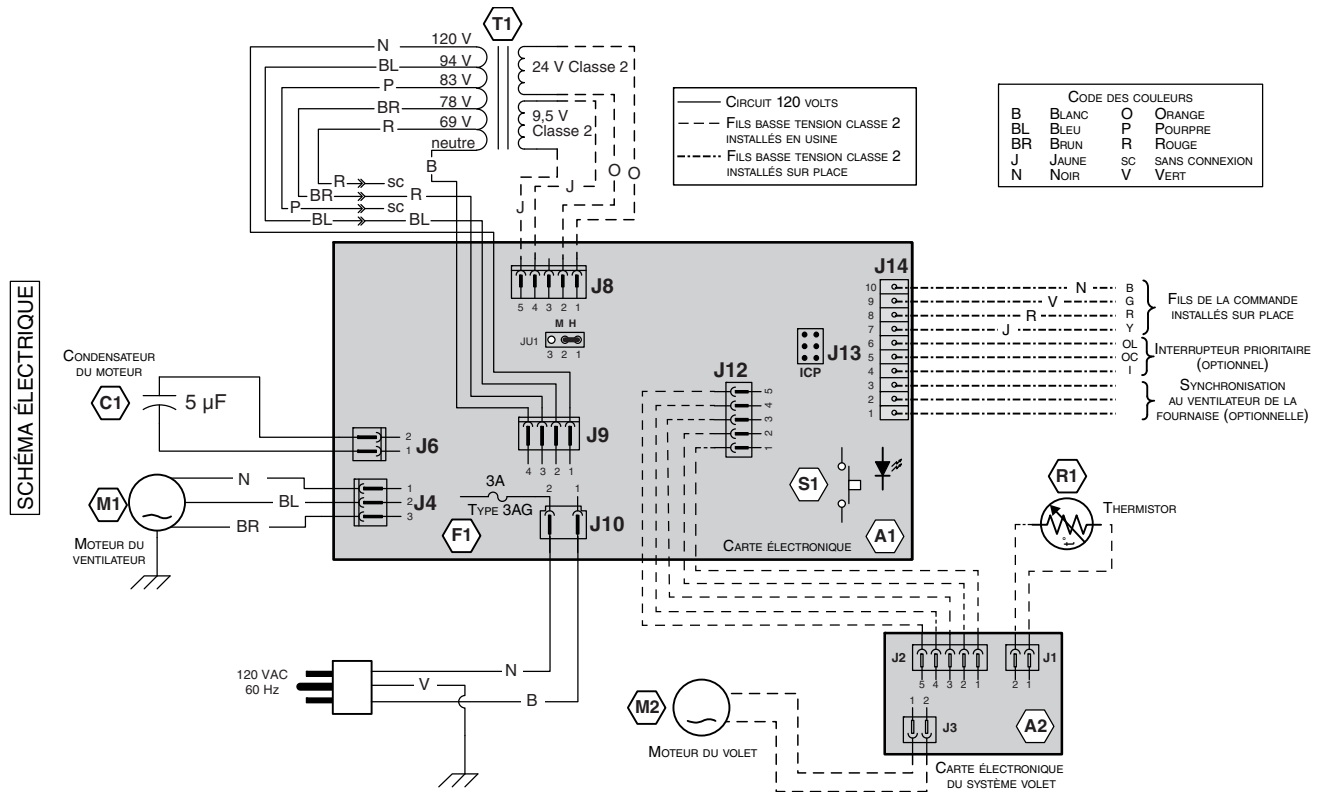 SCHÉMA ÉLECTRIQUE
T1
N 120 V
BL 94 V
P 83 V
BR 78 V
R 69 V
neutre
B
24 V Classe 2
9,5 V
Classe 2
R sc
BR R
P sc
BL BL
J J O O
CIRCUIT 120 VOLTS
FILS BASSE TENSION CLASSE 2
INSTALLÉS EN USINE
FILS BASSE TENSION CLASSE 2
INSTALLÉS SUR PLACE
CODE DES COULEURS
B BLANC O ORANGE
BL BLEU P POURPRE
BR BRUN R ROUGE
J JAUNE SC SANS CONNEXION
N NOIR V VERT
J8
5 4 3 2 1
M H
JU1
3 2 1
J14
10
9
8
7
6
5
4
3
2
1
N B
V G
R R
J Y
OL
OC
I
FILS DE LA COMMANDE
INSTALLÉS SUR PLACE
INTERRUPTEUR PRIORITAIRE
(OPTIONNEL)
SYNCHRONISATION
AU VENTILATEUR DE LA
FOURNAISE (OPTIONNELLE)
J13
ICP
J12
5
4
3
2
1
CONDENSATEUR
DU MOTEUR
C1
5 µF
2
1
J6
J9
4 3 2 1
M1
N
BL
BR
1
2
3
J4
MOTEUR DU
VENTILATEUR
3A
TYPE 3AG
F1
2 1
J10
S1
CARTE ÉLECTRONIQUE
A1
R1
THERMISTOR
120 VAC
60 Hz
N
V
B
M2
MOTEUR DU VOLET
J2
5 4 3 2 1
J1
2 1
1 2
J3
A2
CARTE ÉLECTRONIQUE
DU SYSTÈME VOLET